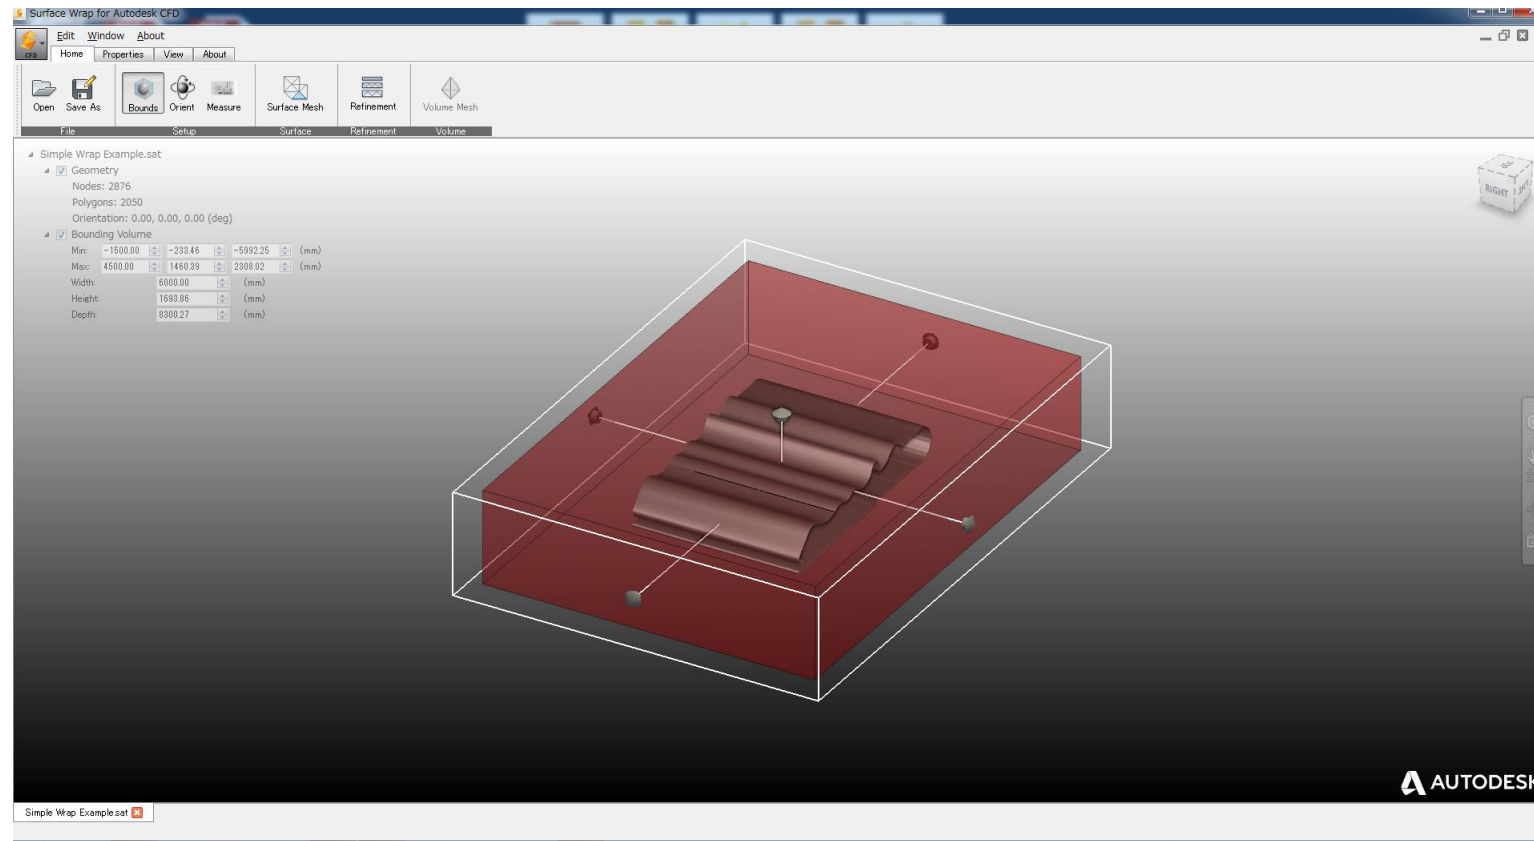 Surface Wrap for Autodesk CFD
Edit Window About
CFD
Home Properties View About
Open Save As Bounds Orient Measure Surface Mesh Refinement Volume Mesh
File Setup Surface Refinement Volume
Simple Wrap Example.sat
Geometry
Nodes: 2876
Polygons: 2050
Orientation: 0.00, 0.00, 0.00 (deg)
Bounding Volume
Min: -1500.00 -233.46 -5992.25 (mm)
Max: 4500.00 1460.39 2308.02 (mm)
Width: 6000.00 (mm)
Height: 1693.86 (mm)
Depth: 8300.27 (mm)
RIGHT
AUTODESK
Simple Wrap Example.sat